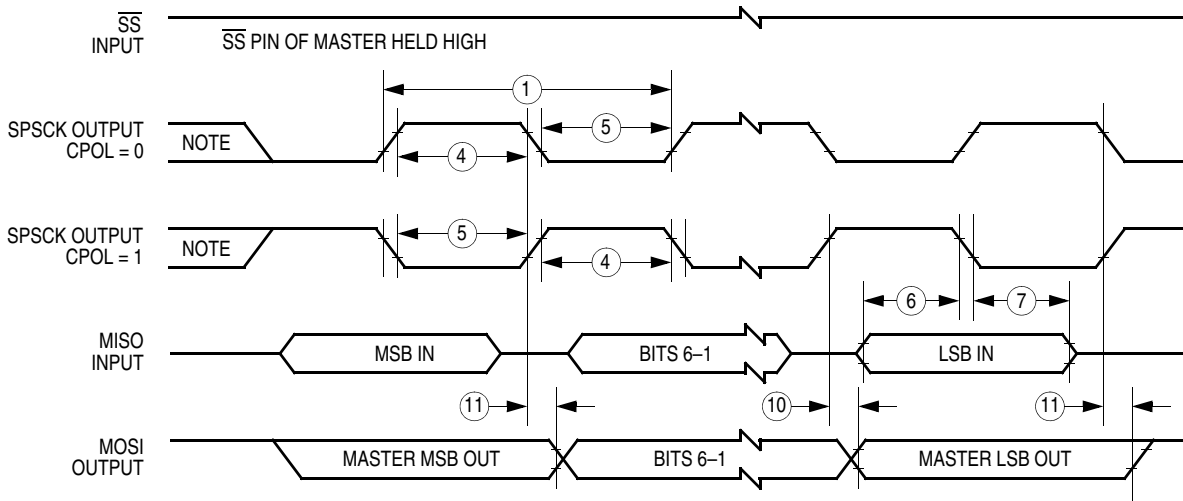 SS
INPUT
SS PIN OF MASTER HELD HIGH
1
SPSCK OUTPUT
CPOL = 0
NOTE
5
4
SPSCK OUTPUT
CPOL = 1
NOTE
5
4
6
7
MISO
INPUT
MSB IN
BITS 6–1
LSB IN
11
10
11
MOSI
OUTPUT
MASTER MSB OUT
BITS 6–1
MASTER LSB OUT